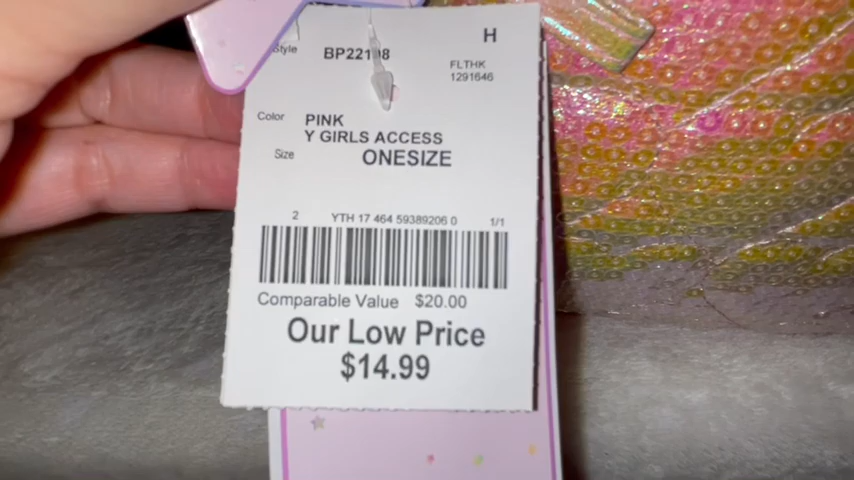 H
Style
FLTHK
1291646
Color PINK
Y GIRLS ACCESS
Size ONESIZE
2 YTH 17 464 59389206 0 1/1
Comparable Value $20.00
Our Low Price
$14.99